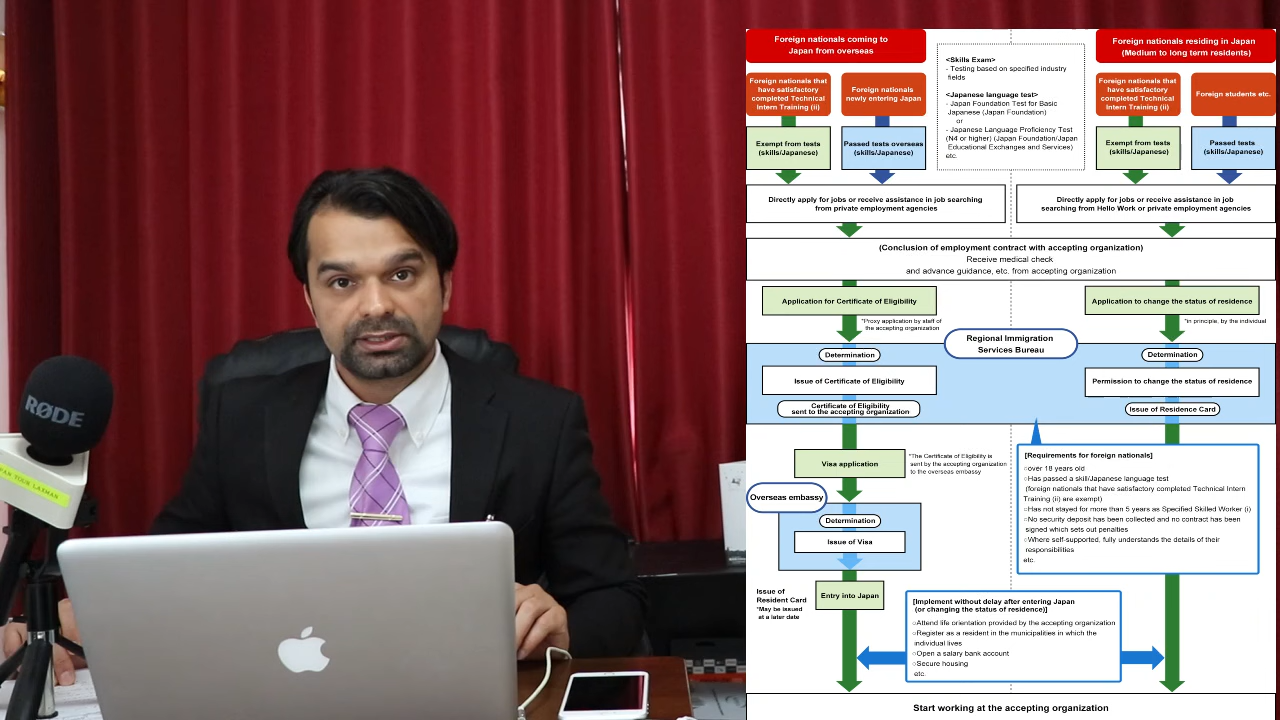 Foreign nationals coming to
Japan from overseas
Foreign nationals residing in Japan
(Medium to long term residents)
Foreign nationals that
have satisfactory
completed Technical
Intern Training (ii)
Foreign nationals
newly entering Japan
<Skills Exam>
- Testing based on specified industry
fields
<Japanese language test>
- Japan Foundation Test for Basic
Japanese (Japan Foundation)
or
- Japanese Language Proficiency Test
(N4 or higher) (Japan Foundation/Japan
Educational Exchanges and Services)
etc.
Foreign nationals that
have satisfactory
completed Technical
Intern Training (ii)
Foreign students etc.
Exempt from tests
(skills/Japanese)
Passed tests overseas
(skills/Japanese)
Exempt from tests
(skills/Japanese)
Passed tests
(skills/Japanese)
Directly apply for jobs or receive assistance in job searching
from private employment agencies
Directly apply for jobs or receive assistance in job
searching from Hello Work or private employment agencies
(Conclusion of employment contract with accepting organization)
Receive medical check
and advance guidance, etc. from accepting organization
Application for Certificate of Eligibility
*Proxy application by staff of
the accepting organization
Application to change the status of residence
*In principle, by the individual
Regional Immigration
Services Bureau
Determination
Issue of Certificate of Eligibility
Certificate of Eligibility
sent to the accepting organization
Determination
Permission to change the status of residence
Issue of Residence Card
Visa application
*The Certificate of Eligibility is
sent by the accepting organization
to the overseas embassy
Overseas embassy
Determination
Issue of Visa
[Requirements for foreign nationals]
○over 18 years old
○Has passed a skill/Japanese language test
(foreign nationals that have satisfactory completed Technical Intern
Training (ii) are exempt)
○Has not stayed for more than 5 years as Specified Skilled Worker (i)
○No security deposit has been collected and no contract has been
signed which sets out penalties
○Where self-supported, fully understands the details of their
responsibilities
etc.
Issue of
Resident Card
*May be issued
at a later date
Entry into Japan
[Implement without delay after entering Japan
(or changing the status of residence)]
○Attend life orientation provided by the accepting organization
○Register as a resident in the municipalities in which the
individual lives
○Open a salary bank account
○Secure housing
etc.
Start working at the accepting organization
RØDE
PAN TOUR LAXMAN